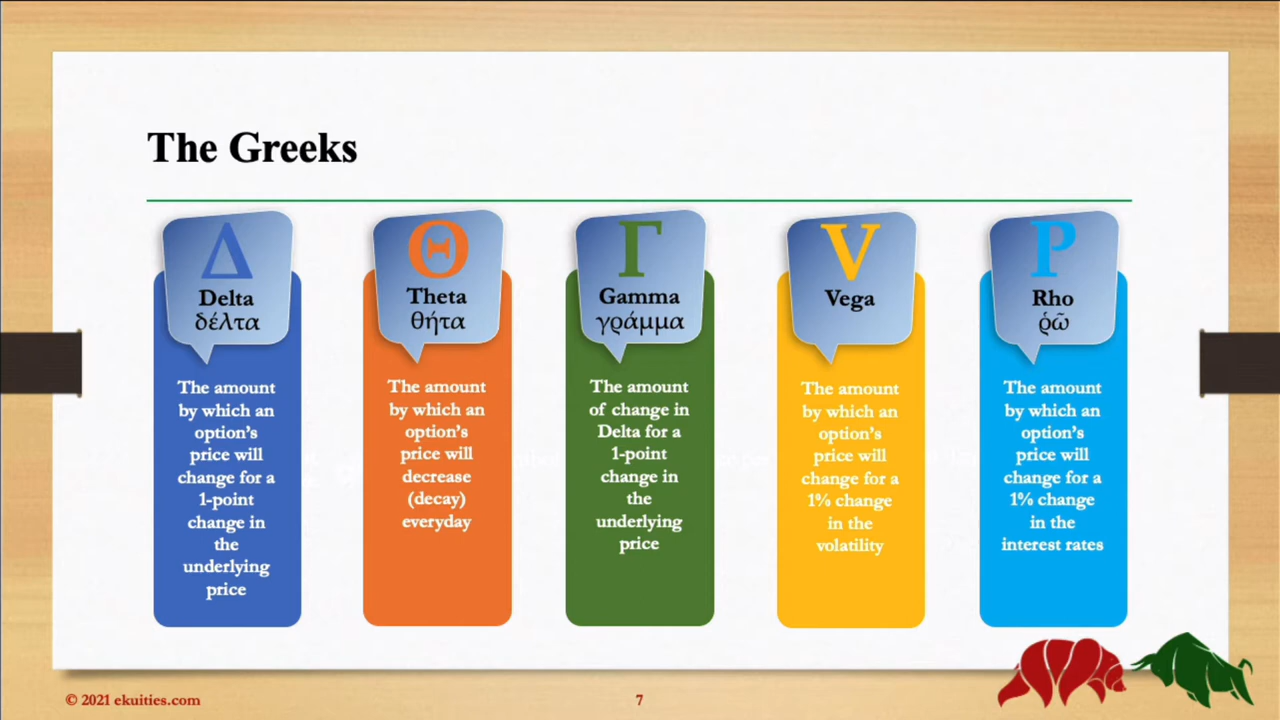 The Greeks
Δ
Delta
δέλτα
The amount
by which an
option’s
price will
change for a
1-point
change in
the
underlying
price
Θ
Theta
θήτα
The amount
by which an
option’s
price will
decrease
(decay)
everyday
Γ
Gamma
γράμμα
The amount
of change in
Delta for a
1-point
change in
the
underlying
price
V
Vega
The amount
by which an
option’s
price will
change for a
1% change
in the
volatility
Ρ
Rho
ῥῶ
The amount
by which an
option’s
price will
change for a
1% change
in the
interest rates
© 2021 ekuities.com
7